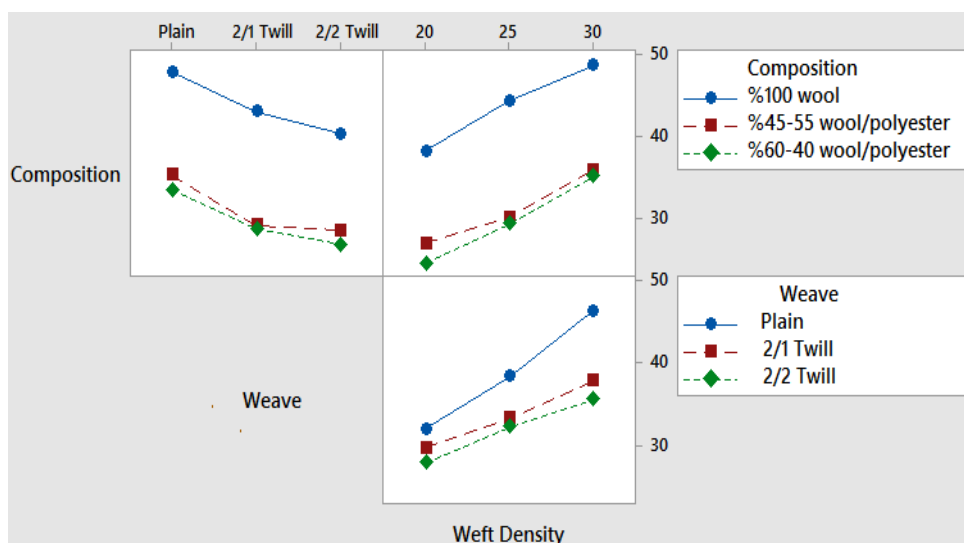 Plain 2/1 Twill 2/2 Twill 20 25 30
50
40
30
Composition
%100 wool
%45-55 wool/polyester
%60-40 wool/polyester
Composition
50
40
30
Weave
Plain
2/1 Twill
2/2 Twill
Weave
Weft Density